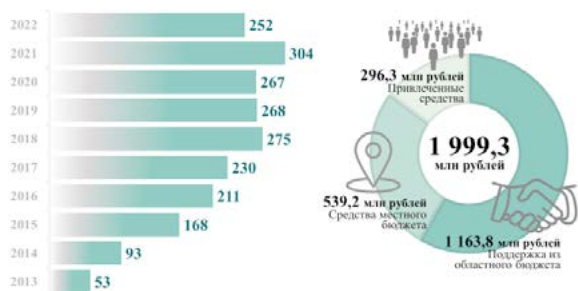 2022 252
2021 304
2020 267
2019 268
2018 275
2017 230
2016 211
2015 168
2014 93
2013 53
296,3 млн рублей
Привлеченные
средства
1 999,3
млн рублей
539,2 млн рублей
Средства местного
бюджета
1 163,8 млн рублей
Поддержка из
областного бюджета